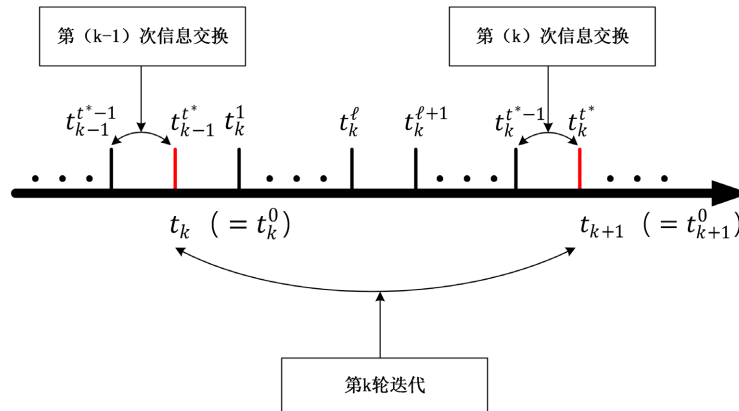 第（k-1）次信息交换
第（k）次信息交换
t_{k-1}^{t*-1} t_{k-1}^{t*} t_k^1 t_k^ℓ t_k^{ℓ+1} t_k^{t*-1} t_k^{t*}
t_k（= t_k^0） t_{k+1}（= t_{k+1}^0）
第k轮迭代